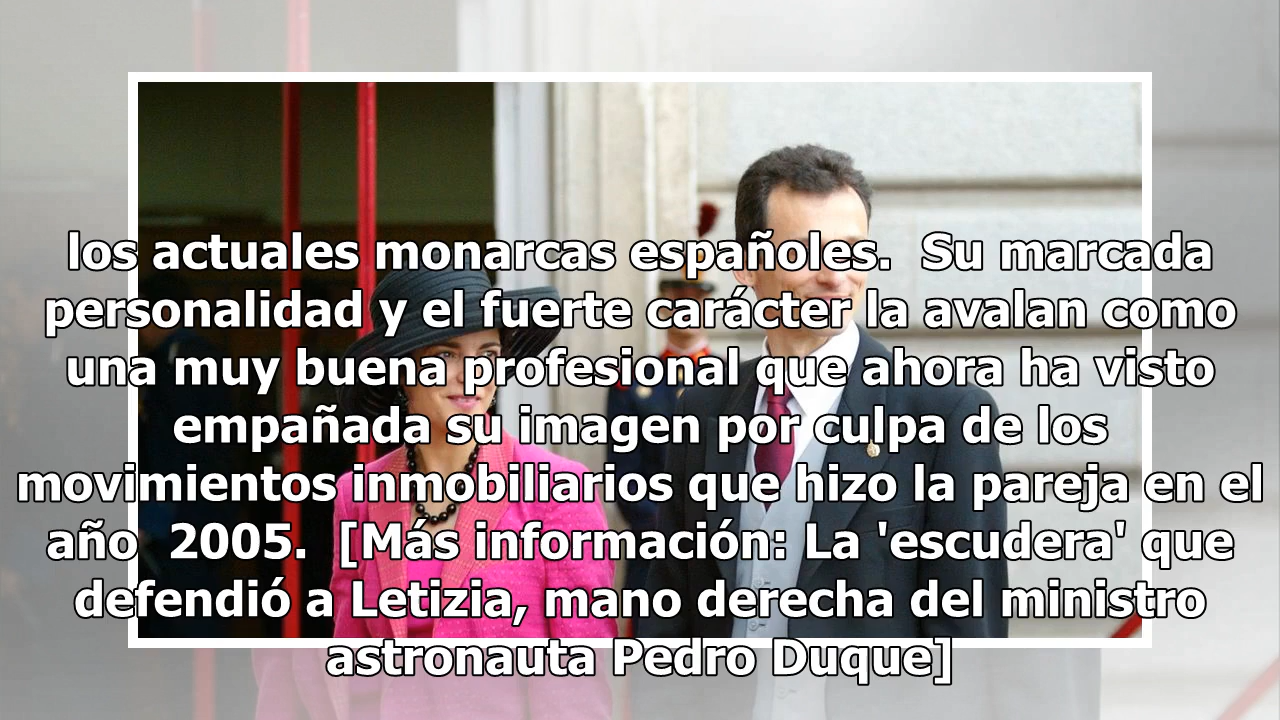 los actuales monarcas españoles.  Su marcada
personalidad y el fuerte carácter la avalan como
una muy buena profesional que ahora ha visto
empañada su imagen por culpa de los
movimientos inmobiliarios que hizo la pareja en el
año  2005.  [Más información: La 'escudera' que
defendió a Letizia, mano derecha del ministro
astronauta Pedro Duque]